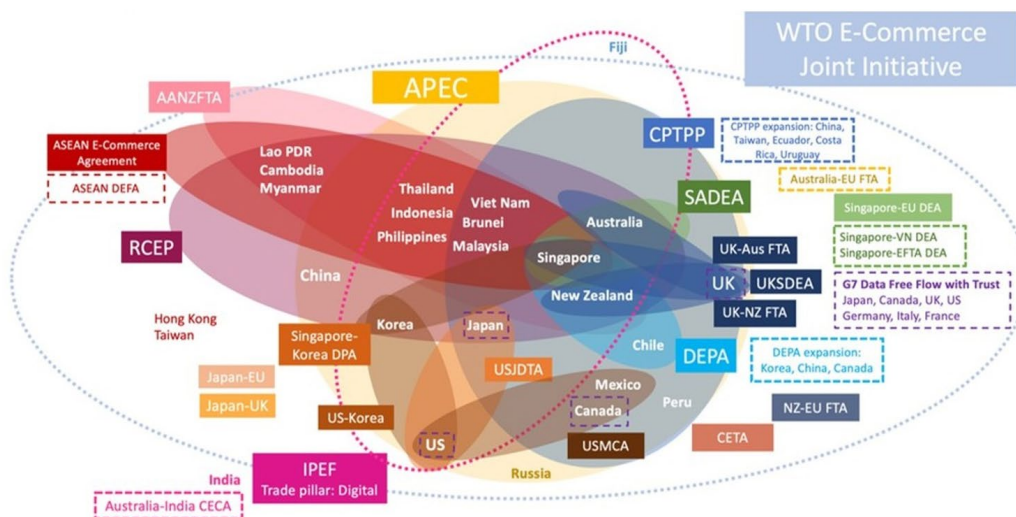 Fiji
WTO E-Commerce
Joint Initiative
APEC
AANZFTA
CPTPP
CPTPP expansion: China,
Taiwan, Ecuador, Costa
Rica, Uruguay
ASEAN E-Commerce
Agreement
ASEAN DEFA
Lao PDR
Cambodia
Myanmar
Thailand
Indonesia
Philippines
Viet Nam
Brunei
Malaysia
Australia
SADEA
Australia-EU FTA
Singapore-EU DEA
Singapore-VN DEA
Singapore-EFTA DEA
RCEP
China
Singapore
UK-Aus FTA
UK
UKSDEA
UK-NZ FTA
G7 Data Free Flow with Trust
Japan, Canada, UK, US
Germany, Italy, France
New Zealand
Hong Kong
Taiwan
Singapore-
Korea DPA
Korea
Japan
Chile
DEPA
DEPA expansion:
Korea, China, Canada
Japan-EU
Japan-UK
USJDTA
Mexico
Canada
Peru
NZ-EU FTA
US-Korea
US
USMCA
CETA
IPEF
Trade pillar: Digital
Russia
India
Australia-India CECA